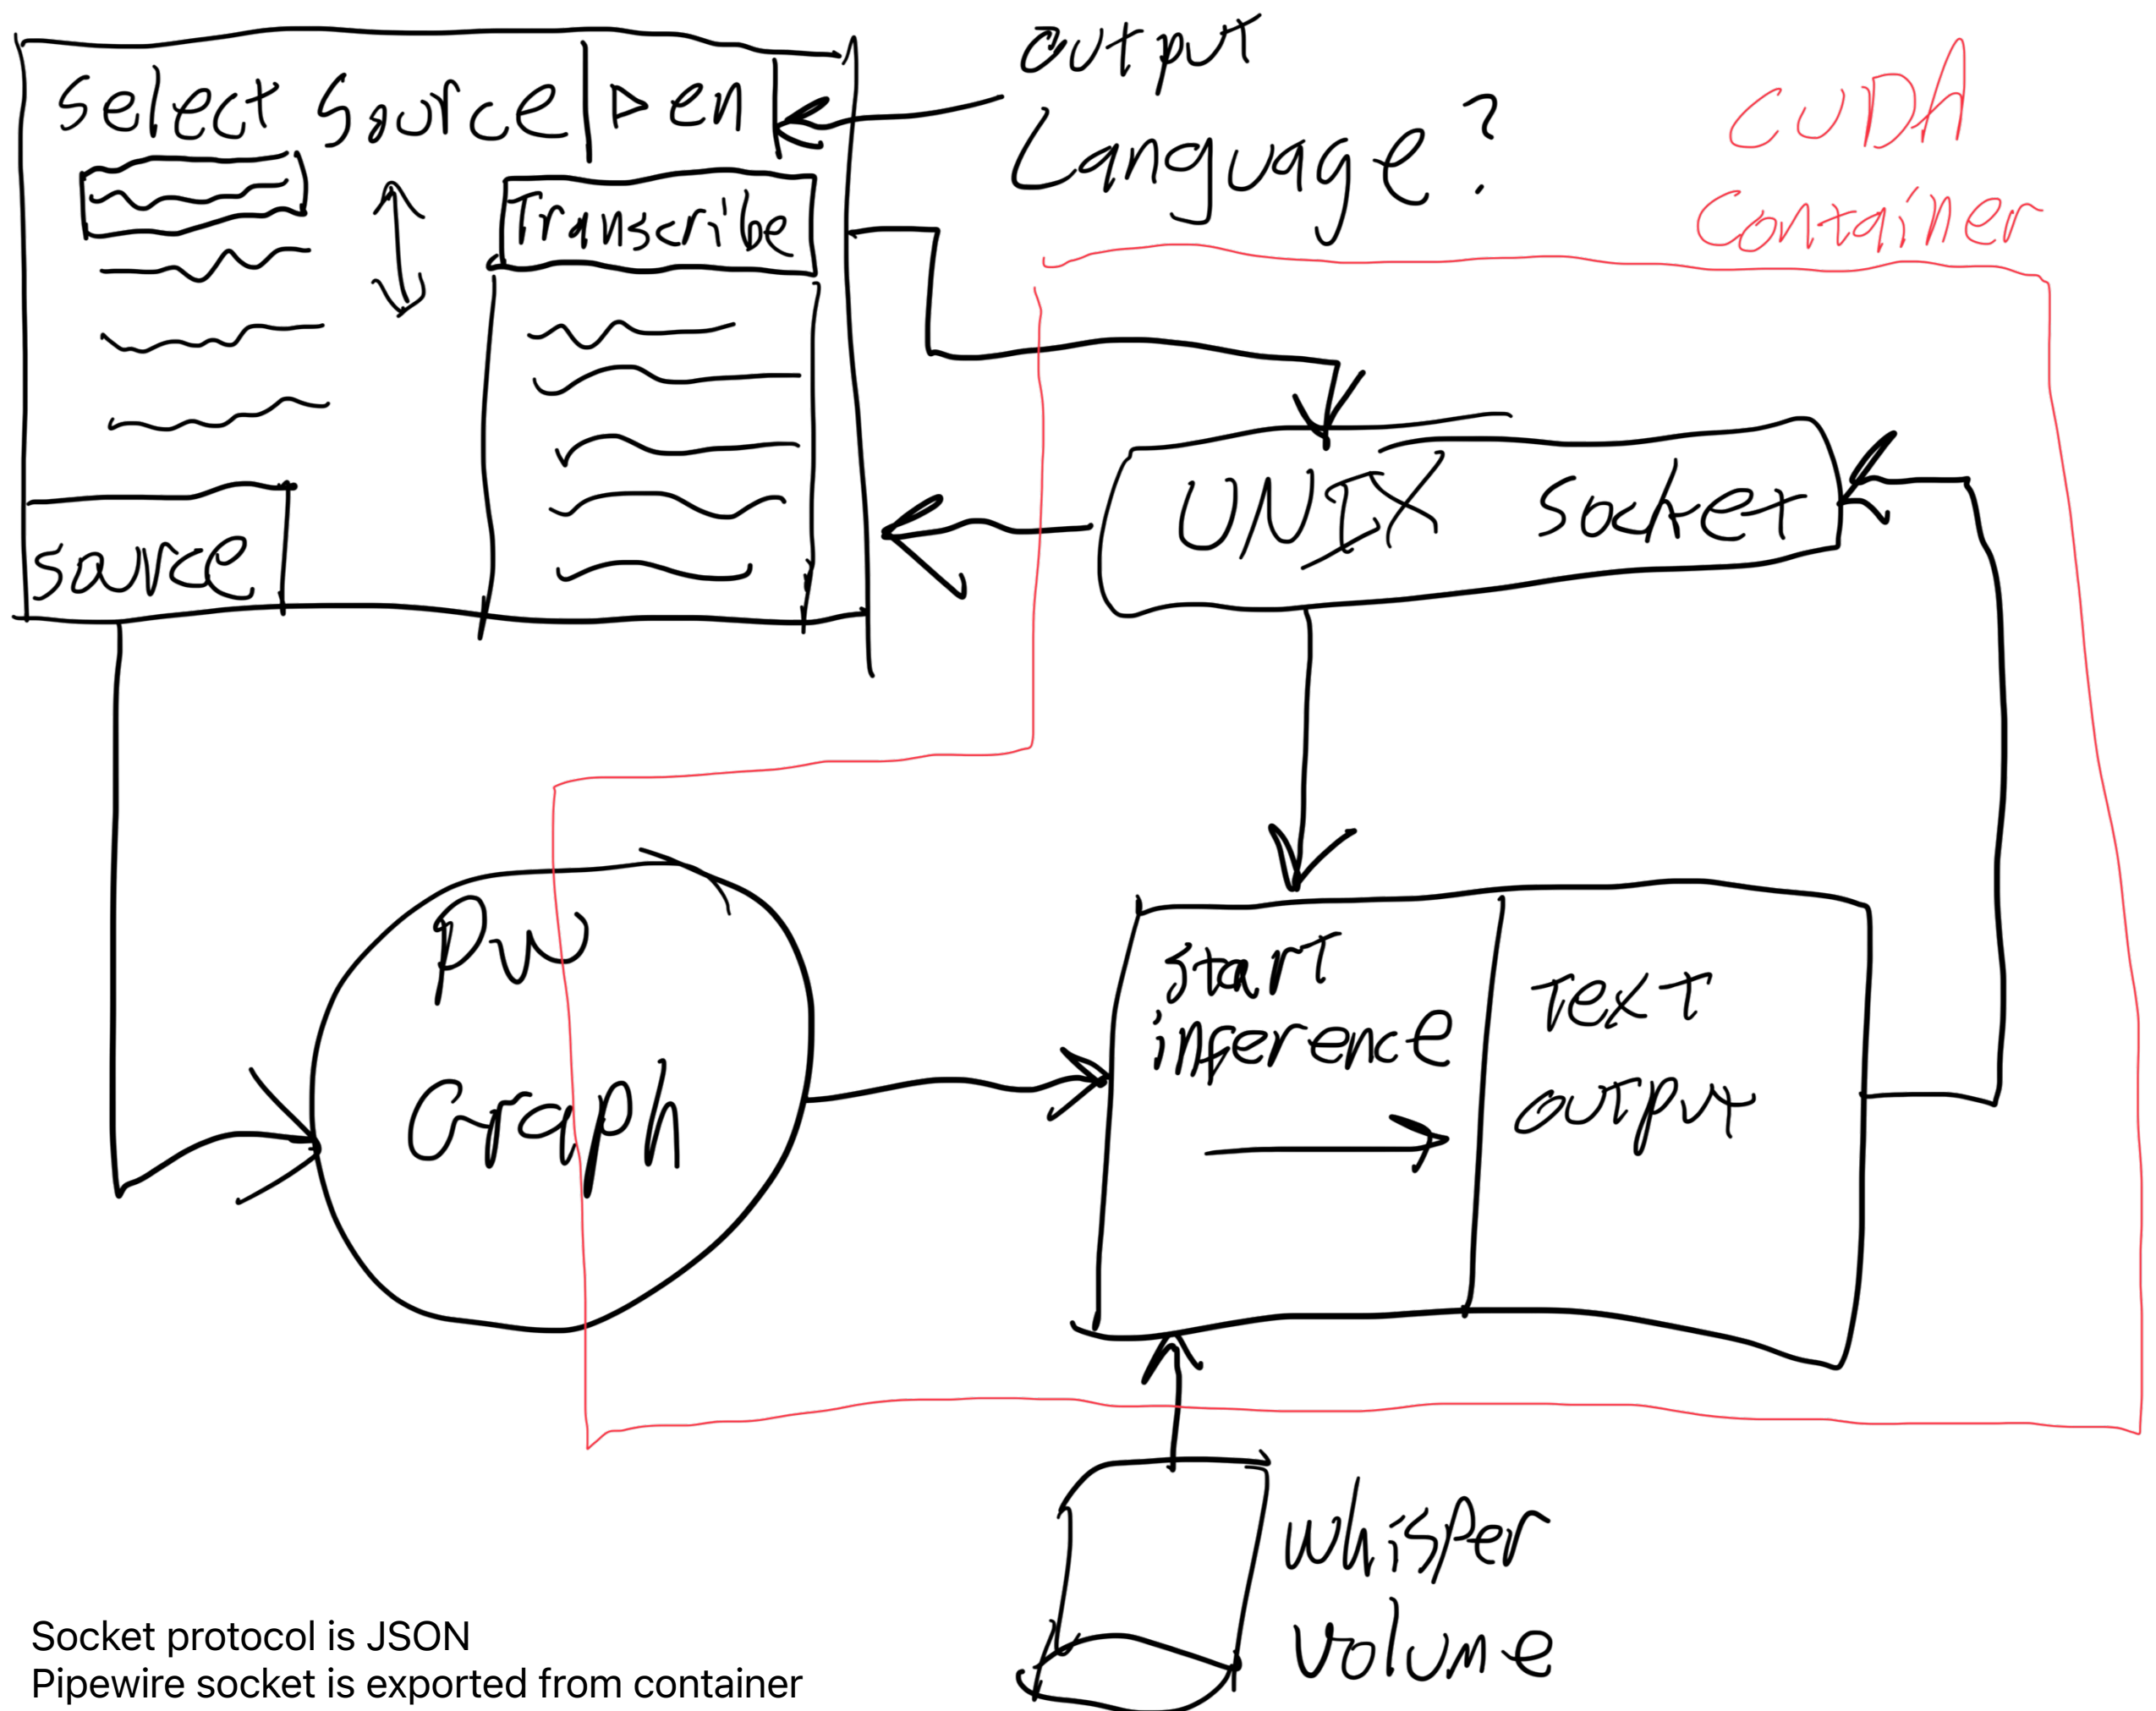 Select Source
▷en
output
Language?
CUDA
Container
Transcribe
UNIX Socket
Source
PW
Graph
Start
inference
Text
output
Whisper
Volume
Socket protocol is JSON
Pipewire socket is exported from container